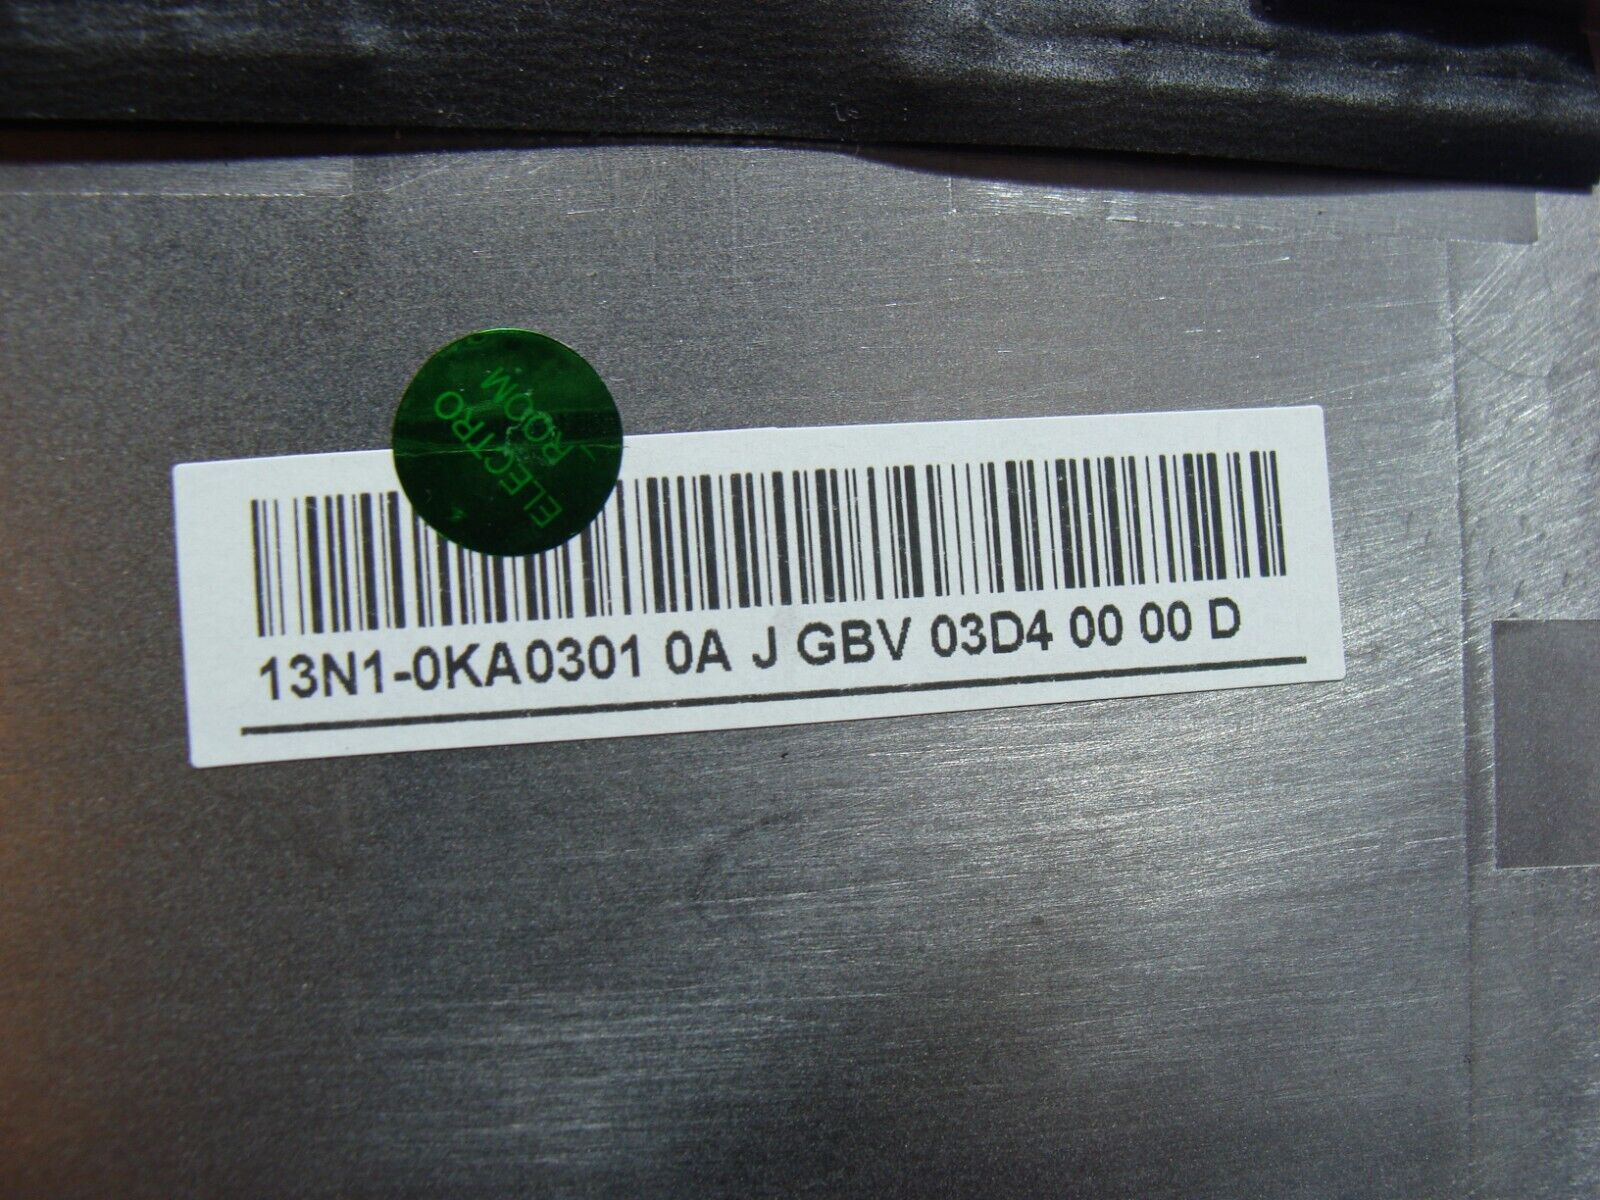 ELECTRO
ROOM
13N1-0KA0301 0A J GBV 03D4 00 00 D